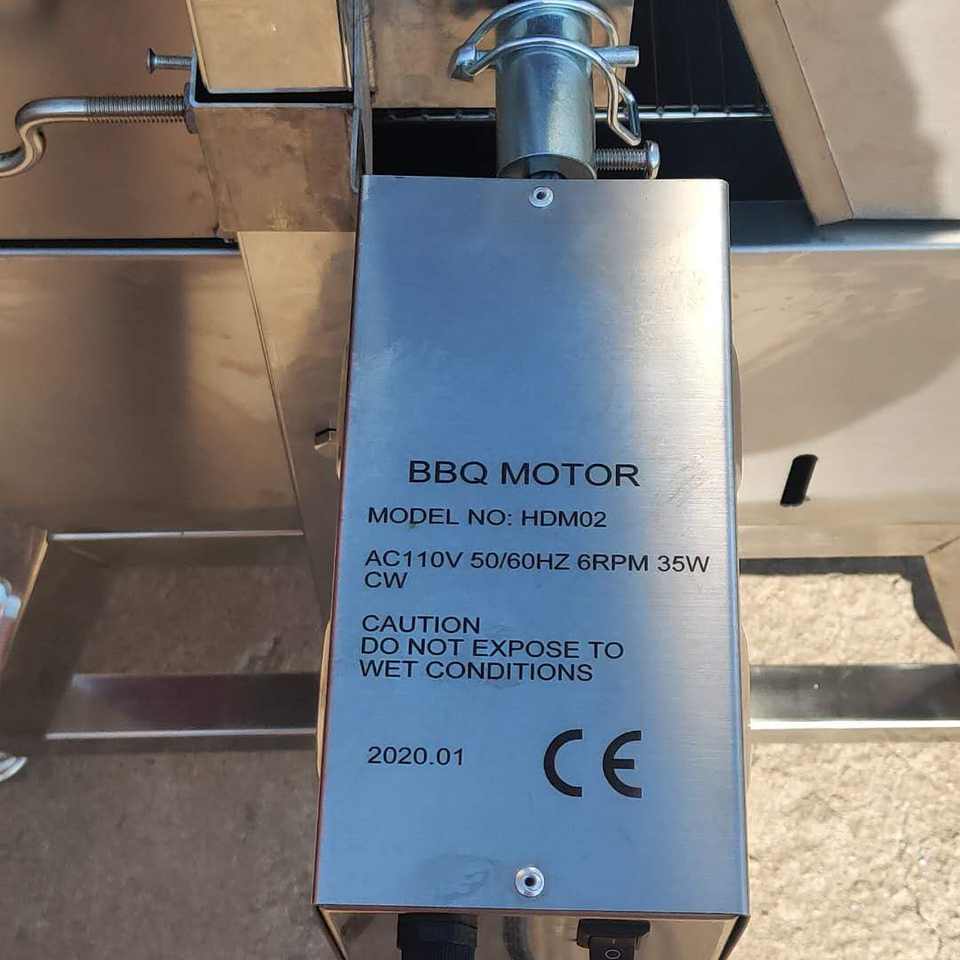 BBQ MOTOR
MODEL NO: HDM02
AC110V 50/60HZ 6RPM 35W
CW
CAUTION
DO NOT EXPOSE TO
WET CONDITIONS
2020.01
CE